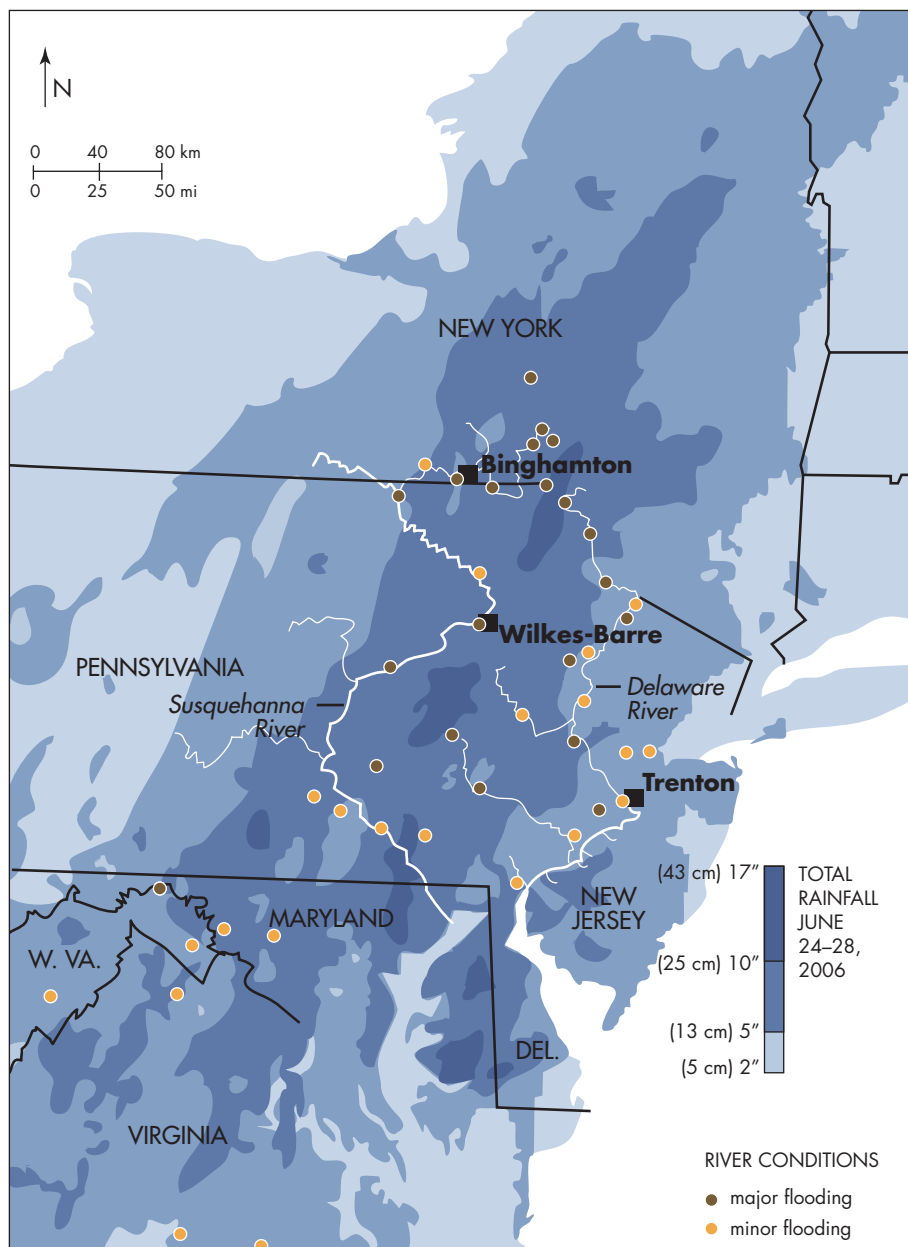 N
0 40 80 km
0 25 50 mi
NEW YORK
Binghamton
Wilkes-Barre
PENNSYLVANIA
Susquehanna
River
Delaware
River
Trenton
NEW
JERSEY
MARYLAND
W. VA.
DEL.
VIRGINIA
(43 cm) 17”
(25 cm) 10”
(13 cm) 5”
(5 cm) 2”
TOTAL
RAINFALL
JUNE
24–28,
2006
RIVER CONDITIONS
major flooding
minor flooding